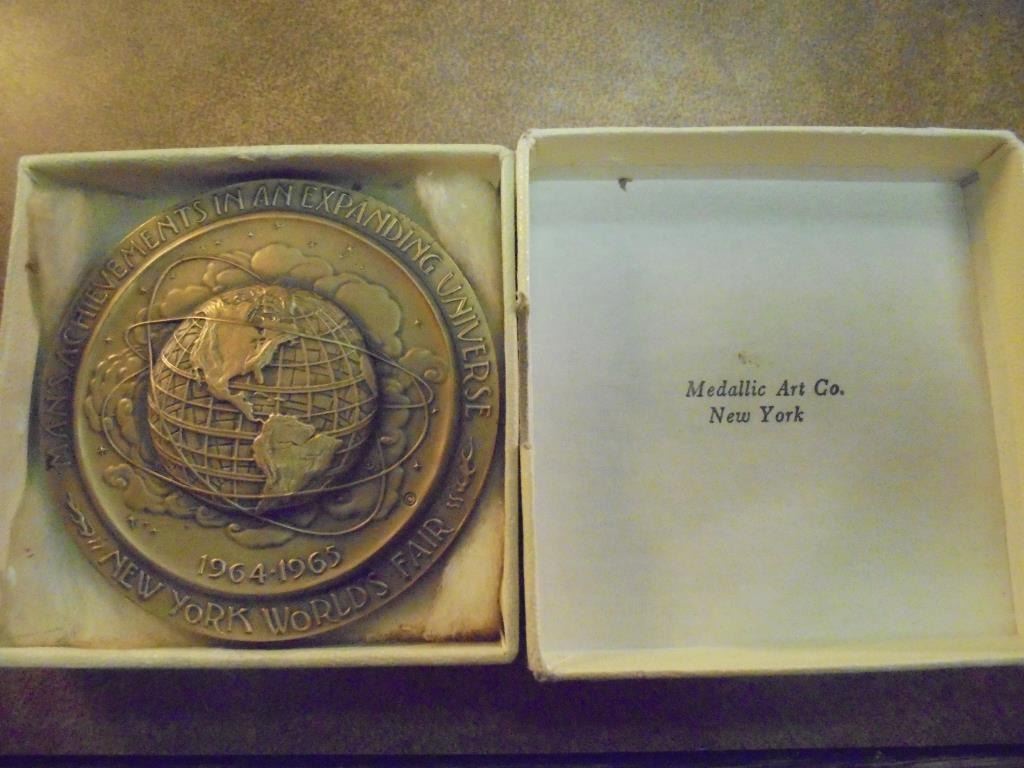 MAN'S ACHIEVEMENTS IN AN EXPANDING UNIVERSE
©
1964-1965
NEW YORK WORLD'S FAIR
Medallic Art Co.
New York